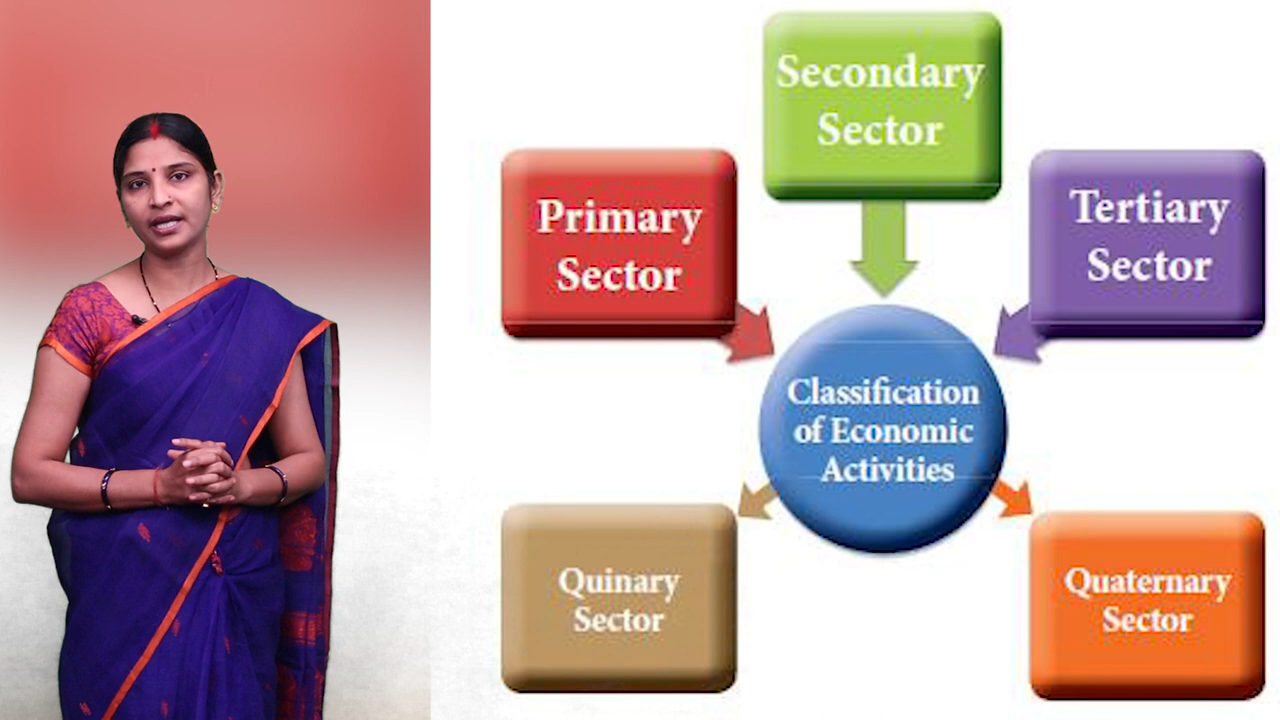 Secondary
Sector
Primary
Sector
Tertiary
Sector
Classification
of Economic
Activities
Quinary
Sector
Quaternary
Sector